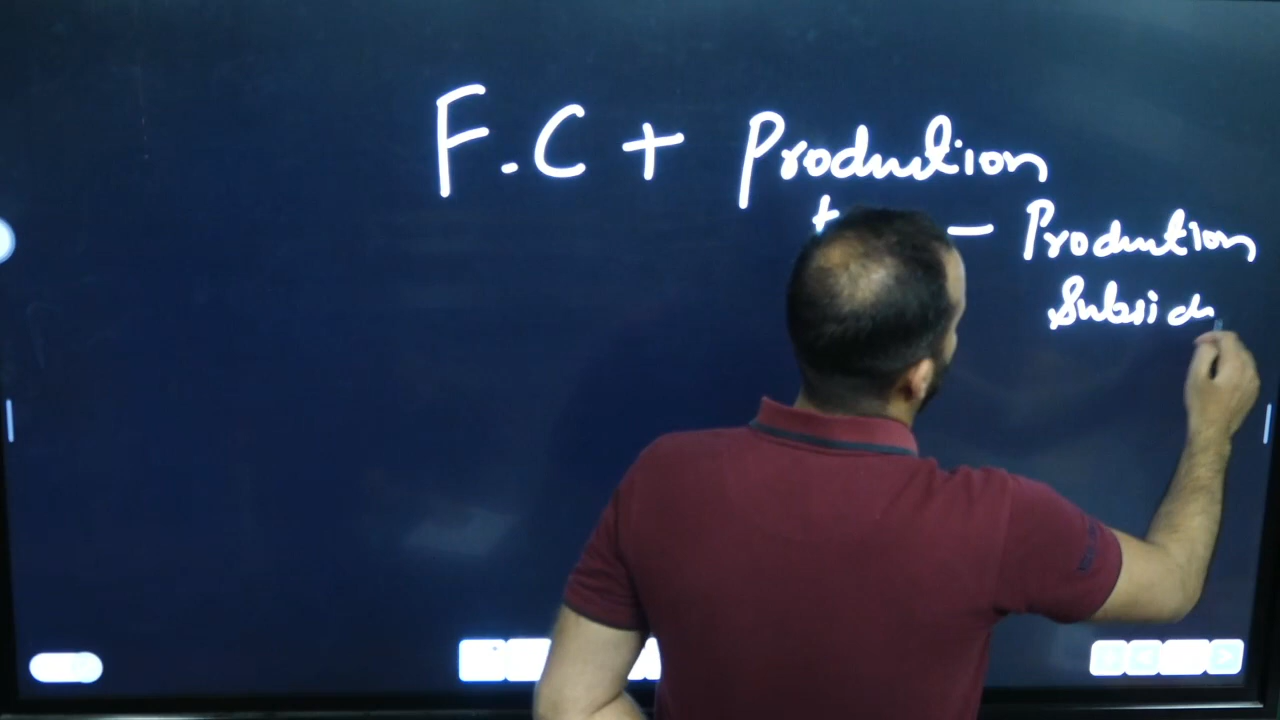 F.C + Production
t — Production
Subsid